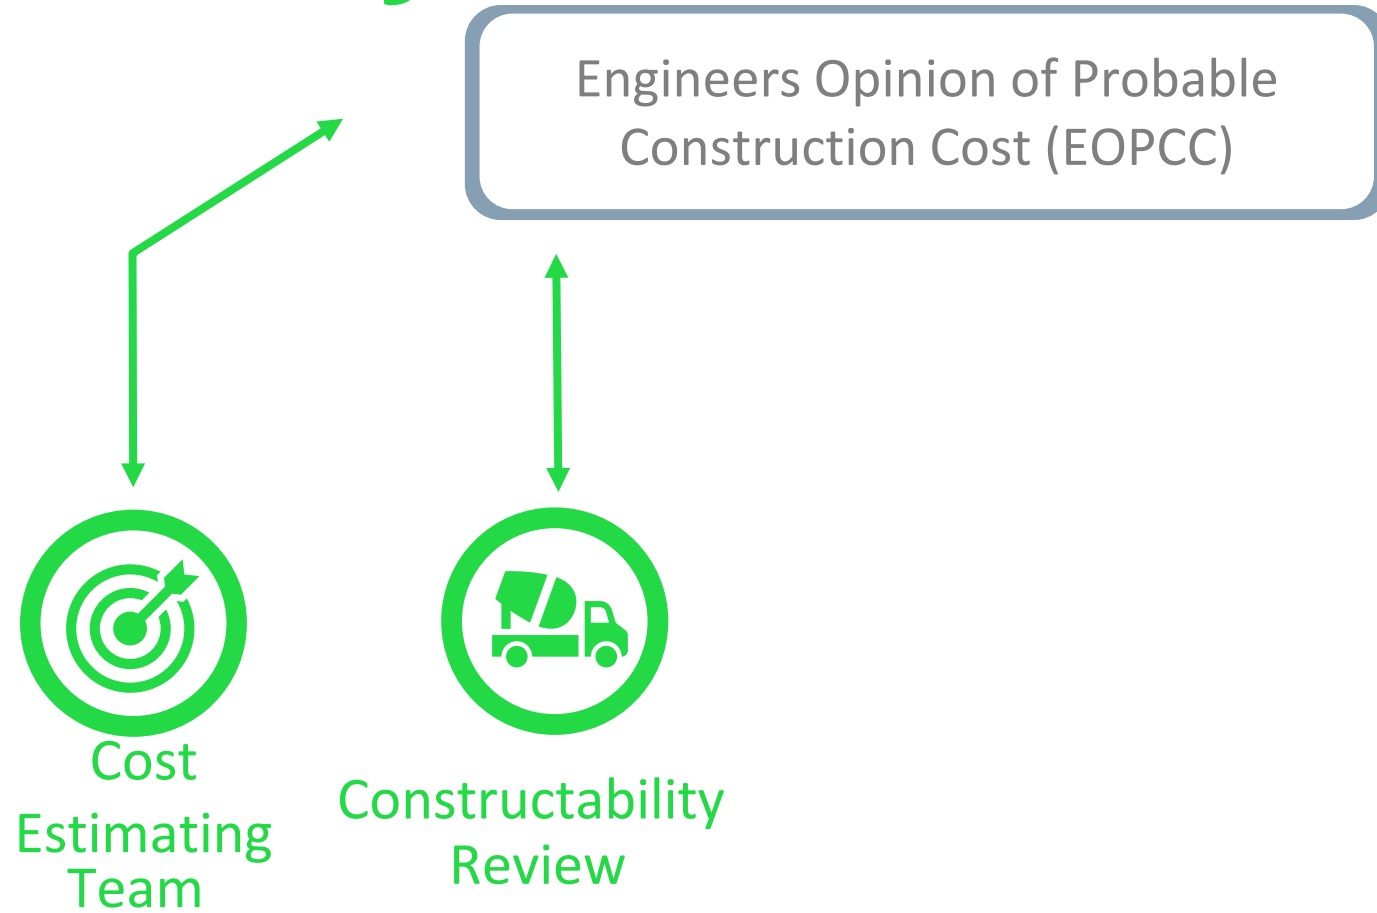 Engineers Opinion of Probable
Construction Cost (EOPCC)
Cost
Estimating
Team
Constructability
Review